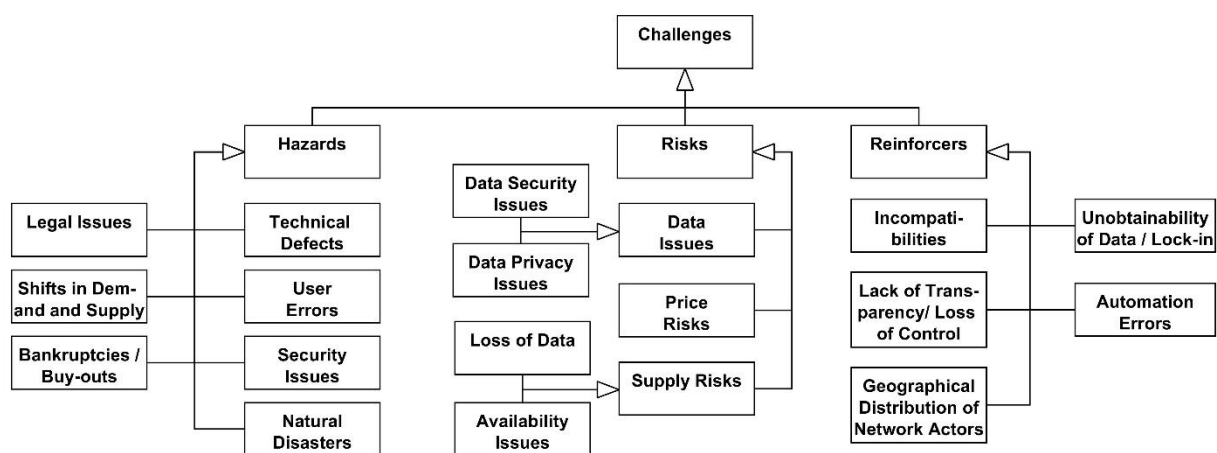 Challenges
Hazards
Risks
Reinforcers
Legal Issues
Technical
Defects
Shifts in Dem-
and and Supply
User
Errors
Bankruptcies /
Buy-outs
Security
Issues
Natural
Disasters
Data Security
Issues
Data Privacy
Issues
Data
Issues
Price
Risks
Loss of Data
Availability
Issues
Supply Risks
Incompati-
bilities
Unobtainability
of Data / Lock-in
Lack of Trans-
parency/ Loss
of Control
Automation
Errors
Geographical
Distribution of
Network Actors